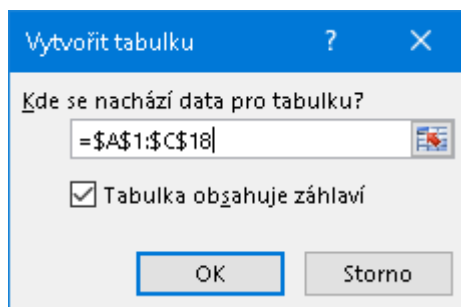 Vytvořit tabulku ?
Kde se nachází data pro tabulku?
=$A$1:$C$18
Tabulka obsahuje záhlaví
OK Storno